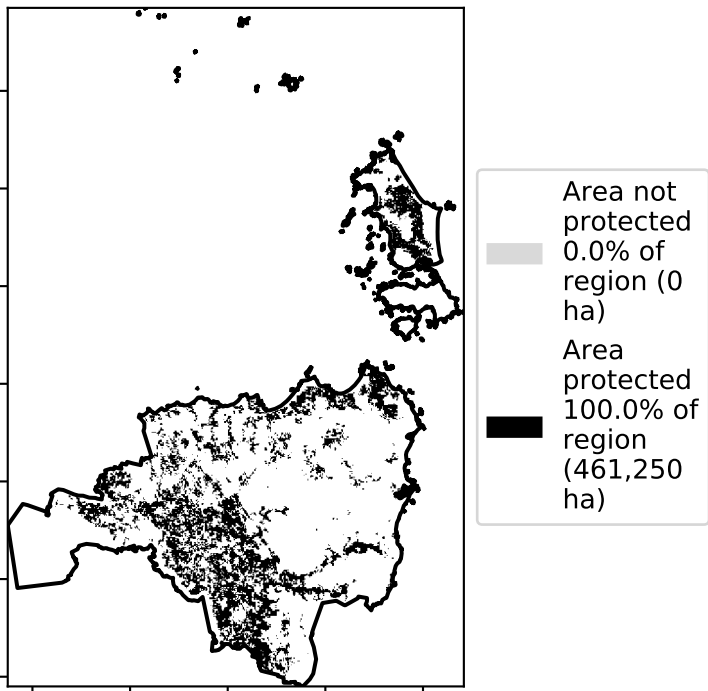 Area not
protected
0.0% of
region (0
ha)
Area
protected
100.0% of
region
(461,250
ha)